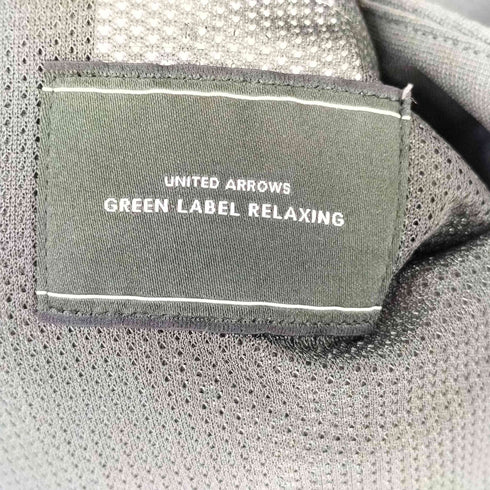 UNITED ARROWS
GREEN LABEL RELAXING